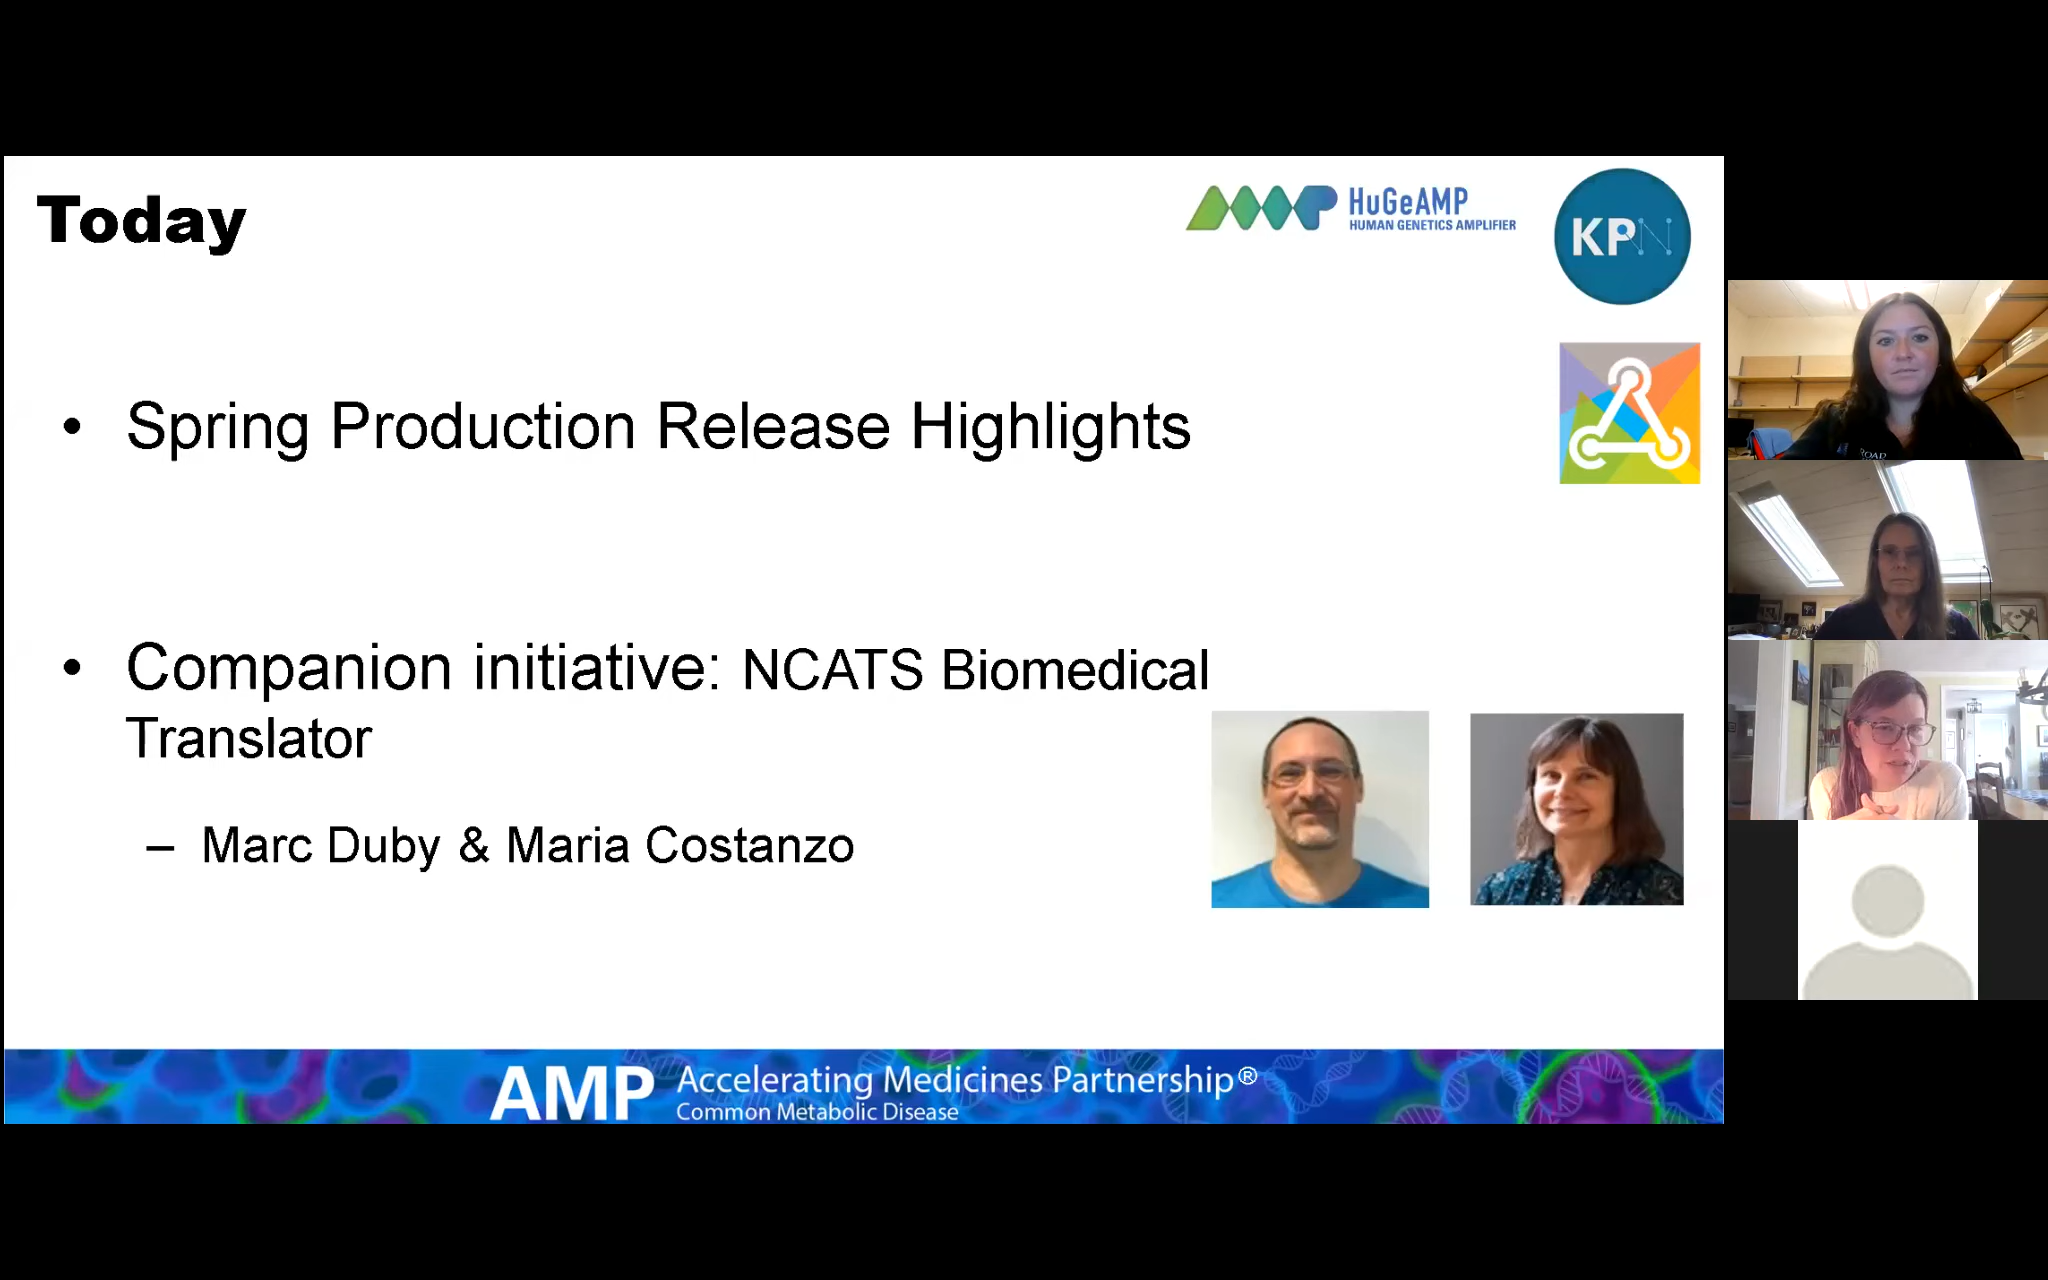 Today
HuGeAMP
HUMAN GENETICS AMPLIFIER
KPN
• Spring Production Release Highlights
• Companion initiative: NCATS Biomedical
Translator
– Marc Duby & Maria Costanzo
AMP Accelerating Medicines Partnership®
Common Metabolic Disease